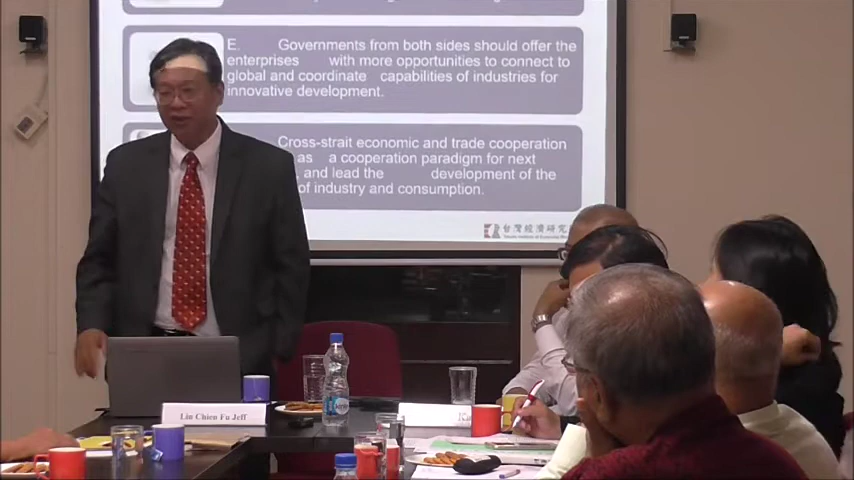 E. Governments from both sides should offer the
enterprises with more opportunities to connect to
global and coordinate capabilities of industries for
innovative development.
Cross-strait economic and trade cooperation
as a cooperation paradigm for next
, and lead the development of the
of industry and consumption.
台灣經濟研究
Lin Chien Fu Jeff